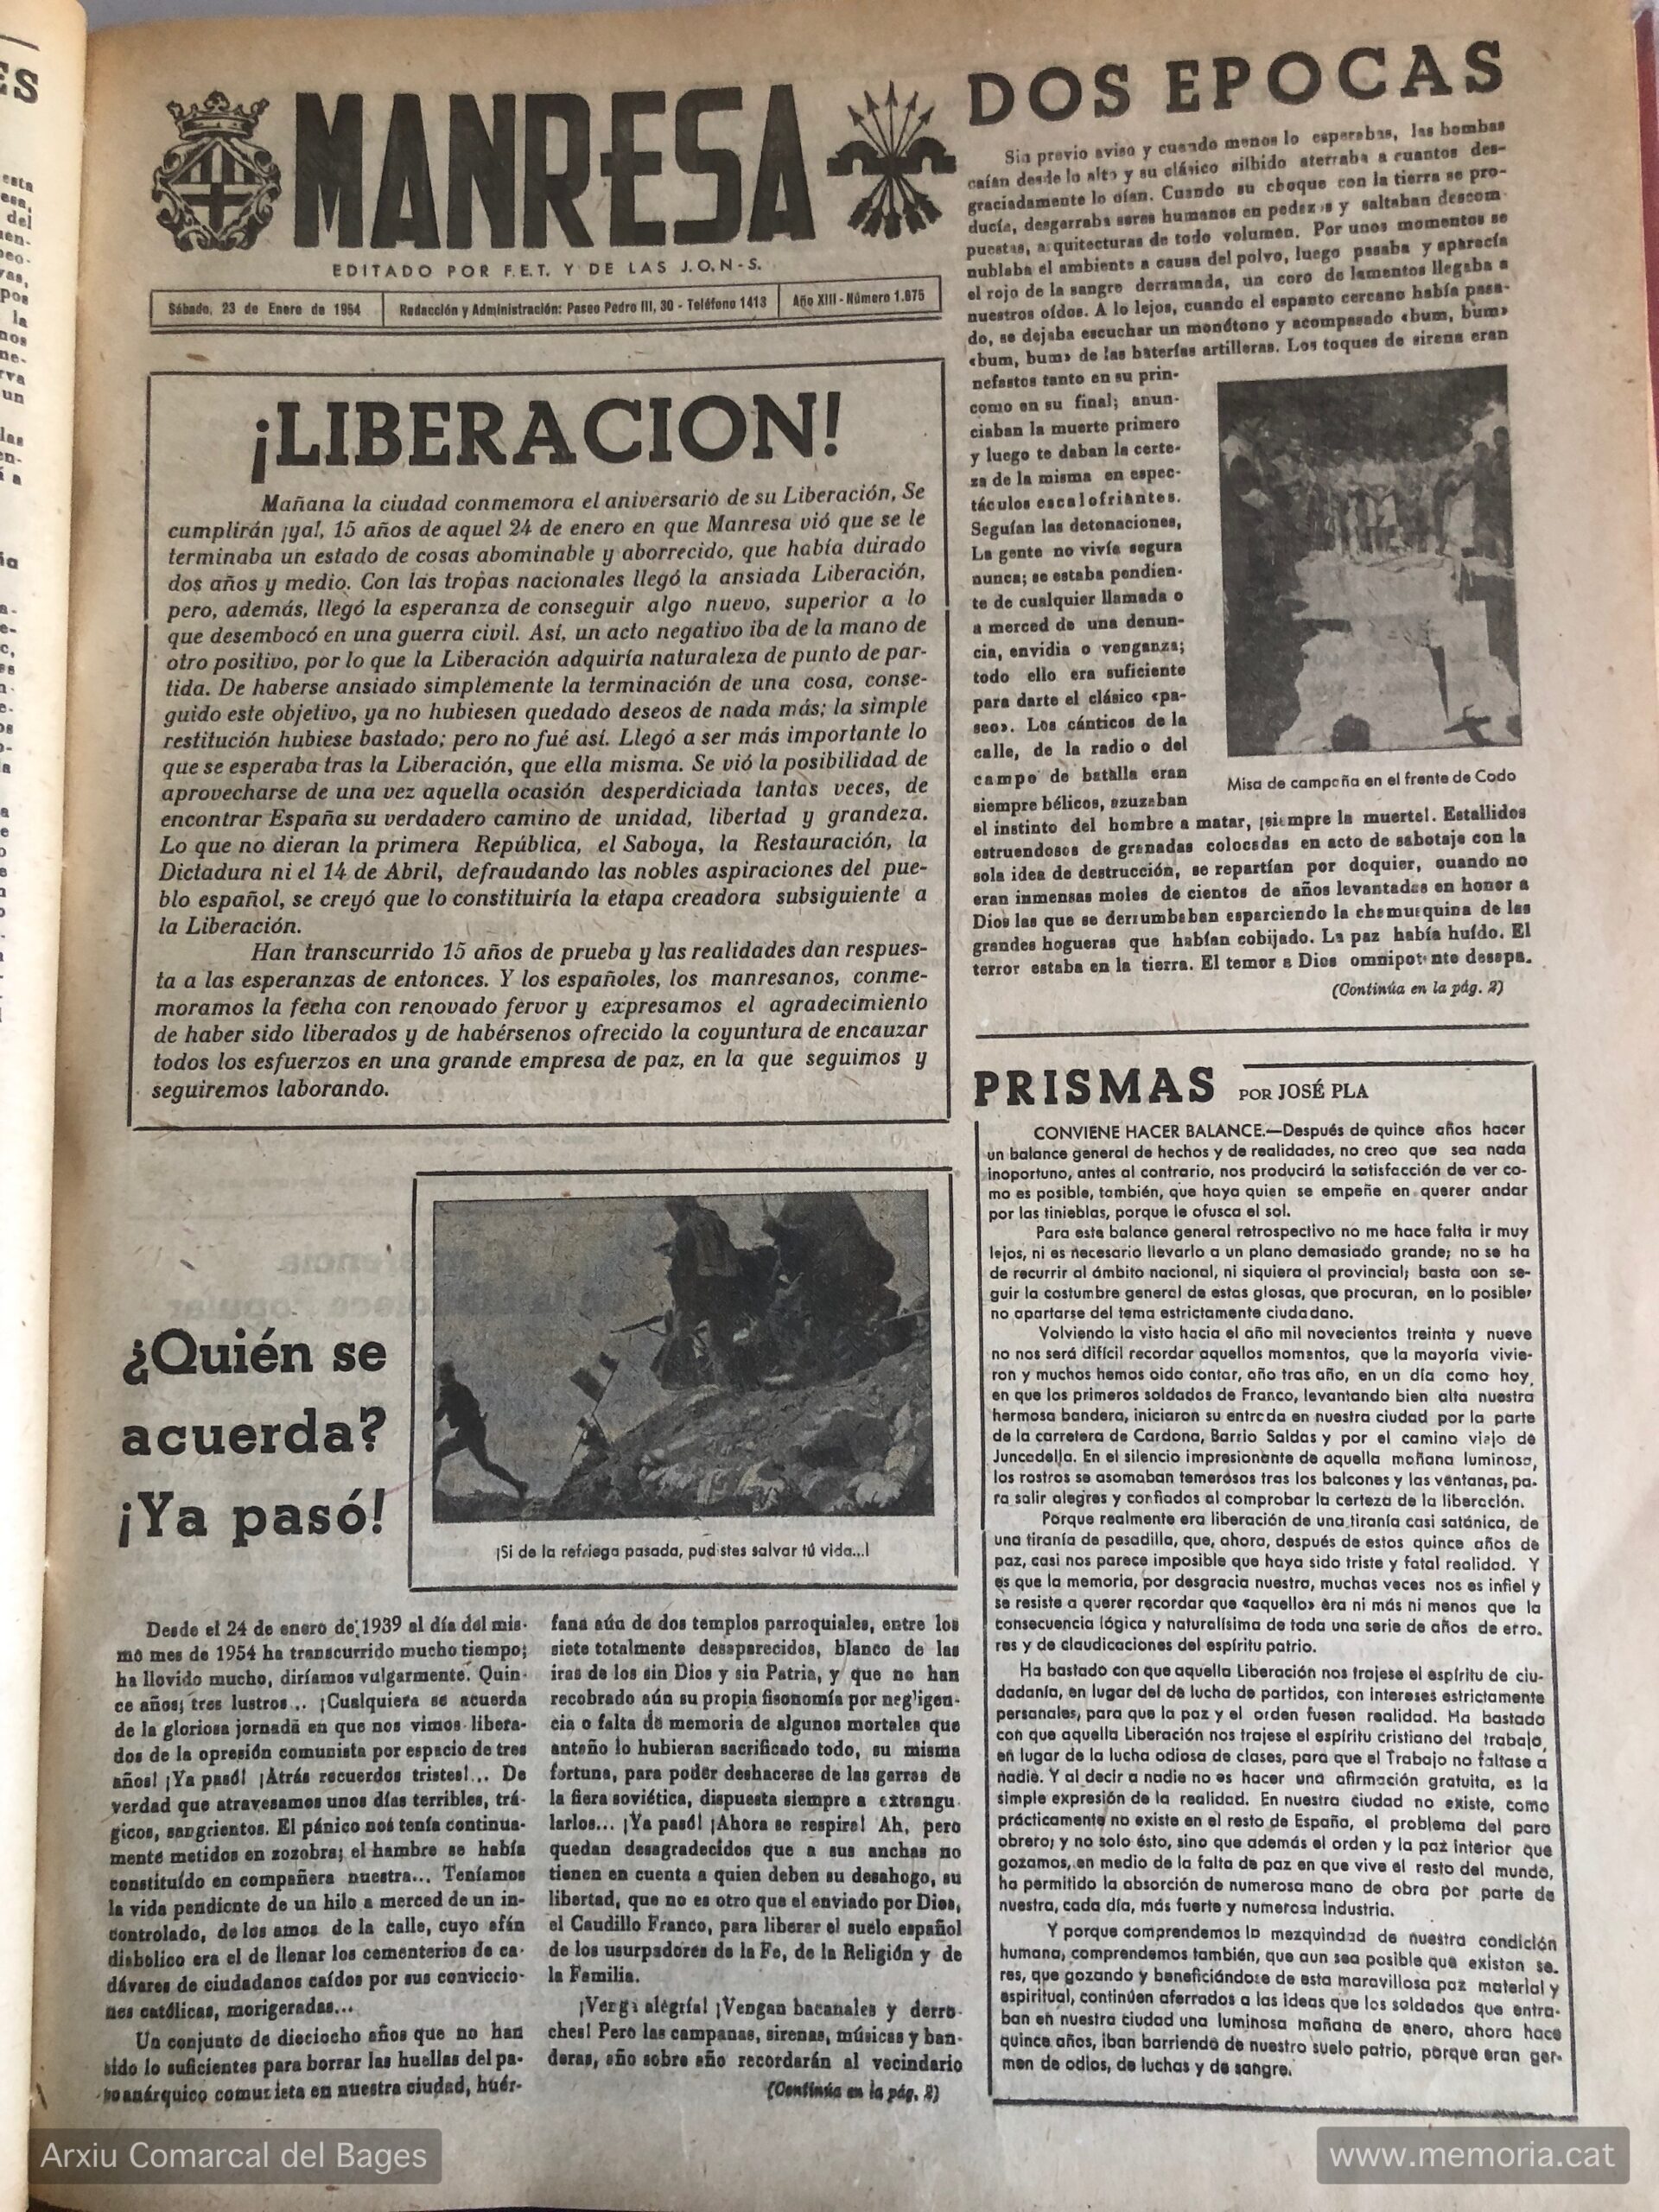 MANRESA
EDITADO POR F.E.T. Y DE LAS J.O.N-S.
Sábado, 23 de Enero de 1954
Redacción y Administración: Paseo Pedro III, 30 - Teléfono 1413
Año XIII - Número 1.675
¡LIBERACION!
Mañana la ciudad conmemora el aniversario de su Liberación, Se
cumplirán ¡ya!, 15 años de aquel 24 de enero en que Manresa vió que se le
terminaba un estado de cosas abominable y aborrecido, que había durado
dos años y medio. Con las tropas nacionales llegó la ansiada Liberación,
pero, además, llegó la esperanza de conseguir algo nuevo, superior a lo
que desembocó en una guerra civil. Así, un acto negativo iba de la mano de
otro positivo, por lo que la Liberación adquiría naturaleza de punto de par-
tida. De haberse ansiado simplemente la terminación de una cosa, conse-
guido este objetivo, ya no hubiesen quedado deseos de nada más; la simple
restitución hubiese bastado; pero no fué así. Llegó a ser más importante lo
que se esperaba tras la Liberación, que ella misma. Se vió la posibilidad de
aprovecharse de una vez aquella ocasión desperdiciada tantas veces, de
encontrar España su verdadero camino de unidad, libertad y grandeza.
Lo que no dieran la primera República, el Saboya, la Restauración, la
Dictadura ni el 14 de Abril, defraudando las nobles aspiraciones del pue-
blo español, se creyó que lo constituiría la etapa creadora subsiguiente a
la Liberación.
Han transcurrido 15 años de prueba y las realidades dan respues-
ta a las esperanzas de entonces. Y los españoles, los manresanos, conme-
moramos la fecha con renovado fervor y expresamos el agradecimiento
de haber sido liberados y de habérsenos ofrecido la coyuntura de encauzar
todos los esfuerzos en una grande empresa de paz, en la que seguimos y
seguiremos laborando.
¿Quién se
acuerda?
¡Ya pasó!
¡Si de la refriega pasada, pudistes salvar tú vida...!
Desde el 24 de enero de 1939 al día del mis-
mo mes de 1954 ha transcurrido mucho tiempo;
ha llovido mucho, diríamos vulgarmente. Quin-
ce años; tres lustros... ¡Cualquiera se acuerda
de la gloriosa jornada en que nos vimos libera-
dos de la opresión comunista por espacio de tres
años! ¡Ya pasó! ¡Atrás recuerdos tristes!... De
verdad que atravesamos unos días terribles, trá-
gicos, sangrientos. El pánico nos tenía continua-
mente metidos en zozobra; el hambre se había
constituído en compañera nuestra... Teníamos
la vida pendiente de un hilo a merced de un in-
controlado, de los amos de la calle, cuyo afán
diabolico era el de llenar los cementerios de ca-
dáveres de ciudadanos caídos por sus conviccio-
nes católicas, morigeradas...
Un conjunto de dieciocho años que no han
sido lo suficientes para borrar las huellas del pa-
so anárquico comunista en nuestra ciudad, huér-
fana aún de dos templos parroquiales, entre los
siete totalmente desaparecidos, blanco de las
iras de los sin Dios y sin Patria, y que no han
recobrado aún su propia fisonomía por negligen-
cia o falta de memoria de algunos mortales que
antaño lo hubieran sacrificado todo, su misma
fortuna, para poder deshacerse de las garras de
la fiera soviética, dispuesta siempre a extrangu-
larlos... ¡Ya pasó! ¡Ahora se respira! Ah, pero
quedan desagradecidos que a sus anchas no
tienen en cuenta a quien deben su desahogo, su
libertad, que no es otro que el enviado por Dios,
el Caudillo Franco, para liberar el suelo español
de los usurpadores de la Fe, de la Religión y de
la Familia.
¡Venga alegría! ¡Vengan bacanales y derro-
ches! Pero las campanas, sirenas, músicas y ban-
deras, año sobre año recordarán al vecindario
(Continúa en la pág. 2)
DOS EPOCAS
Sin previo aviso y cuando menos lo esperabas, las bombas
caían desde lo alto y su clásico silbido aterraba a cuantos des-
graciadamente lo oían. Cuando su choque con la tierra se pro-
ducía, desgarraba seres humanos en pedazos y saltaban descom-
puestas, arquitecturas de todo volumen. Por unos momentos se
nublaba el ambiente a causa del polvo, luego pasaba y aparecía
el rojo de la sangre derramada, un coro de lamentos llegaba a
nuestros oídos. A lo lejos, cuando el espanto cercano había pasa-
do, se dejaba escuchar un monótono y acompasado «bum, bum»
«bum, bum» de las baterías artilleras. Los toques de sirena eran
nefastos tanto en su prin-
como en su final; anun-
ciaban la muerte primero
y luego te daban la certe-
za de la misma en espec-
táculos escalofriantes.
Seguían las detonaciones,
La gente no vivía segura
nunca; se estaba pendien-
te de cualquier llamada o
a merced de una denun-
cia, envidia o venganza;
todo ello era suficiente
para darte el clásico «pa-
seo». Los cánticos de la
calle, de la radio o del
campo de batalla eran
siempre bélicos, azuzaban
Misa de campaña en el frente de Codo
el instinto del hombre a matar, ¡siempre la muerte!. Estallidos
estruendosos de granadas colocadas en acto de sabotaje con la
sola idea de destrucción, se repartían por doquier, cuando no
eran inmensas moles de cientos de años levantadas en honor a
Dios las que se derrumbaban esparciendo la chamusquina de las
grandes hogueras que habían cobijado. La paz había huído. El
terror estaba en la tierra. El temor a Dios omnipotente desapa.
(Continúa en la pág. 2)
PRISMAS POR JOSÉ PLA
CONVIENE HACER BALANCE.—Después de quince años hacer
un balance general de hechos y de realidades, no creo que sea nada
inoportuno, antes al contrario, nos producirá la satisfacción de ver co-
mo es posible, también, que haya quien se empeñe en querer andar
por las tinieblas, porque le ofusca el sol.
Para este balance general retrospectivo no me hace falta ir muy
lejos, ni es necesario llevarlo a un plano demasiado grande; no se ha
de recurrir al ámbito nacional, ni siquiera al provincial; basta con se-
guir la costumbre general de estas glosas, que procuran, en lo posible,
no apartarse del tema estrictamente ciudadano.
Volviendo la visto hacia el año mil novecientos treinta y nueve
no nos será difícil recordar aquellos momentos, que la mayoría vivie-
ron y muchos hemos oido contar, año tras año, en un día como hoy,
en que los primeros soldados de Franco, levantando bien alta nuestra
hermosa bandera, iniciaron su entrada en nuestra ciudad por la parte
de la carretera de Cardona, Barrio Saldas y por el camino viejo de
Juncadella. En el silencio impresionante de aquella mañana luminosa,
los rostros se asomaban temerosos tras los balcones y las ventanas, pa-
ra salir alegres y confiados al comprobar la certeza de la liberación.
Porque realmente era liberación de una tiranía casi satánica, de
una tiranía de pesadilla, que, ahora, después de estos quince años de
paz, casi nos parece imposible que haya sido triste y fatal realidad. Y
es que la memoria, por desgracia nuestra, muchas veces nos es infiel y
se resiste a querer recordar que «aquello» era ni más ni menos que la
consecuencia lógica y naturalísima de toda una serie de años de erro.
res y de claudicaciones del espíritu patrio.
Ha bastado con que aquella Liberación nos trajese el espíritu de ciu-
dadanía, en lugar del de lucha de partidos, con intereses estrictamente
personales, para que la paz y el orden fuesen realidad. Ha bastado
con que aquella Liberación nos trajese el espíritu cristiano del trabajo,
en lugar de la lucha odiosa de clases, para que el Trabajo no faltase a
nadie. Y al decir a nadie no es hacer una afirmación gratuita, es la
simple expresión de la realidad. En nuestra ciudad no existe, como
prácticamente no existe en el resto de España, el problema del paro
obrero; y no solo ésto, sino que además el orden y la paz interior que
gozamos, en medio de la falta de paz en que vive el resto del mundo,
ha permitido la absorción de numerosa mano de obra por parte de
nuestra, cada día, más fuerte y numerosa industria.
Y porque comprendemos la mezquindad de nuestra condición
humana, comprendemos también, que aun sea posible que existan se.
res, que gozando y beneficiándose de esta maravillosa paz material y
espiritual, continúen aferrados a las ideas que los soldados que entra-
ban en nuestra ciudad una luminosa mañana de enero, ahora hace
quince años, iban barriendo de nuestro suelo patrio, porque eran ger-
men de odios, de luchas y de sangre.
Arxiu Comarcal del Bages
www.memoria.cat